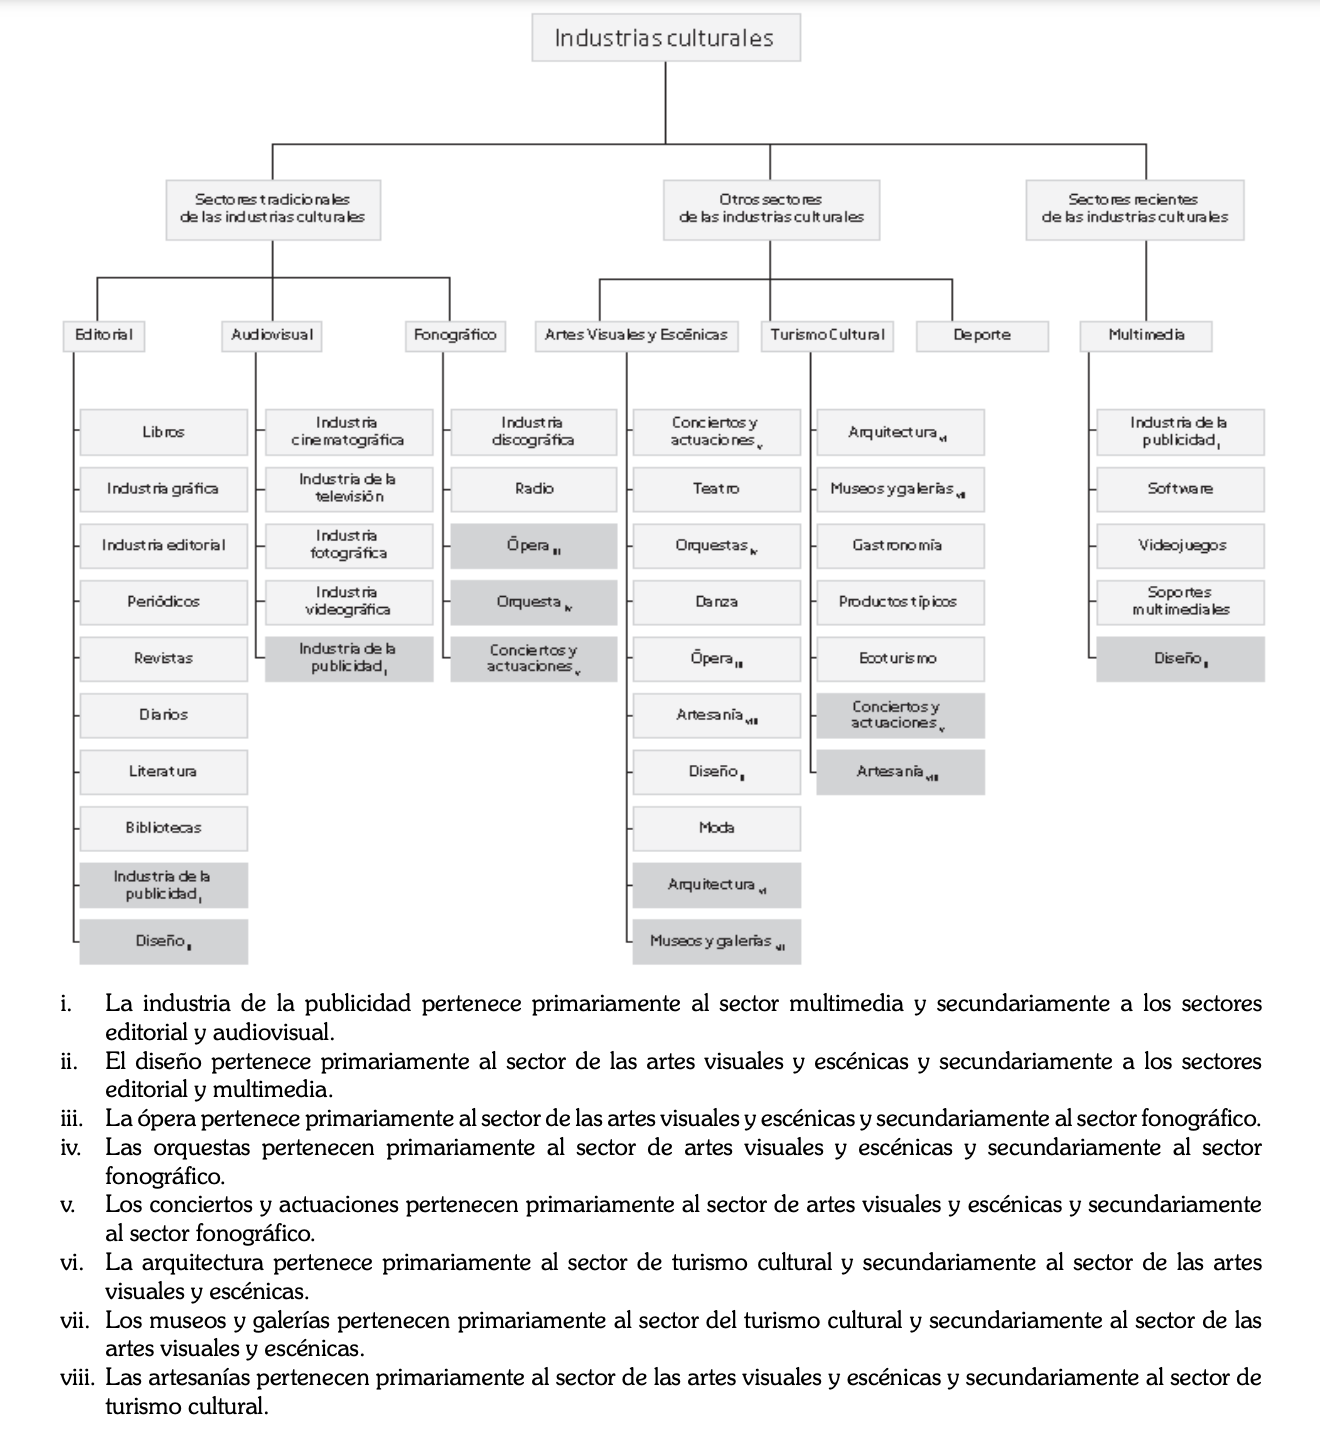 Industrias culturales
Sectores tradicionales
de las industrias culturales
Otros sectores
de las industrias culturales
Sectores recientes
de las industrias culturales
Editorial
Audiovisual
Fonográfico
Artes Visuales y Escénicas
Turismo Cultural
Deporte
Multimedia
Libros
Industria gráfica
Industria editorial
Periódicos
Revistas
Diarios
Literatura
Bibliotecas
Industria de la
publicidad I
Diseño II
Industria
cinematográfica
Industria de la
televisión
Industria
fotográfica
Industria
videográfica
Industria de la
publicidad I
Industria
discográfica
Radio
Ópera III
Orquesta IV
Conciertos y
actuaciones V
Conciertos y
actuaciones V
Teatro
Orquestas IV
Danza
Ópera III
Artesanía VIII
Diseño II
Moda
Arquitectura VI
Museos y galerías VII
Arquitectura VI
Museos y galerías VII
Gastronomía
Productos típicos
Ecoturismo
Conciertos y
actuaciones V
Artesanía VIII
Industria de la
publicidad I
Software
Videojuegos
Soportes
multimediales
Diseño II
i. La industria de la publicidad pertenece primariamente al sector multimedia y secundariamente a los sectores
editorial y audiovisual.
ii. El diseño pertenece primariamente al sector de las artes visuales y escénicas y secundariamente a los sectores
editorial y multimedia.
iii. La ópera pertenece primariamente al sector de las artes visuales y escénicas y secundariamente al sector fonográfico.
iv. Las orquestas pertenecen primariamente al sector de artes visuales y escénicas y secundariamente al sector
fonográfico.
v. Los conciertos y actuaciones pertenecen primariamente al sector de artes visuales y escénicas y secundariamente
al sector fonográfico.
vi. La arquitectura pertenece primariamente al sector de turismo cultural y secundariamente al sector de las artes
visuales y escénicas.
vii. Los museos y galerías pertenecen primariamente al sector del turismo cultural y secundariamente al sector de las
artes visuales y escénicas.
viii. Las artesanías pertenecen primariamente al sector de las artes visuales y escénicas y secundariamente al sector de
turismo cultural.